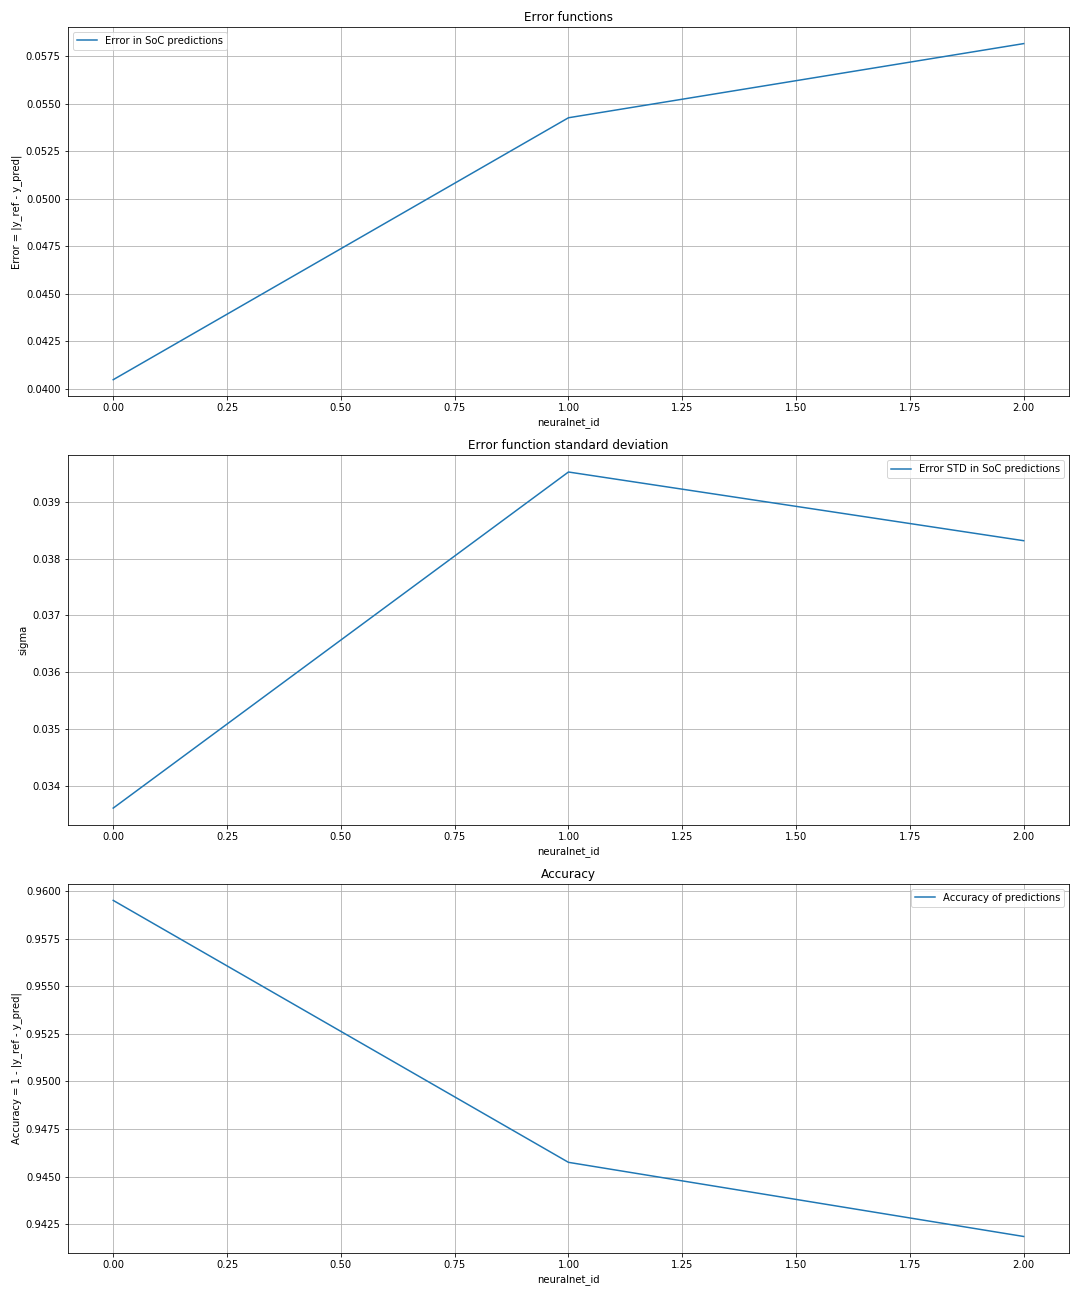 Error functions
Error in SoC predictions
0.0575
0.0550
0.0525
0.0500
0.0475
0.0450
0.0425
0.0400
Error = |y_ref - y_pred|
0.00 0.25 0.50 0.75 1.00 1.25 1.50 1.75 2.00
neuralnet_id
Error function standard deviation
Error STD in SoC predictions
0.039
0.038
0.037
0.036
0.035
0.034
sigma
0.00 0.25 0.50 0.75 1.00 1.25 1.50 1.75 2.00
neuralnet_id
Accuracy
Accuracy of predictions
0.9600
0.9575
0.9550
0.9525
0.9500
0.9475
0.9450
0.9425
Accuracy = 1 - |y_ref - y_pred|
0.00 0.25 0.50 0.75 1.00 1.25 1.50 1.75 2.00
neuralnet_id